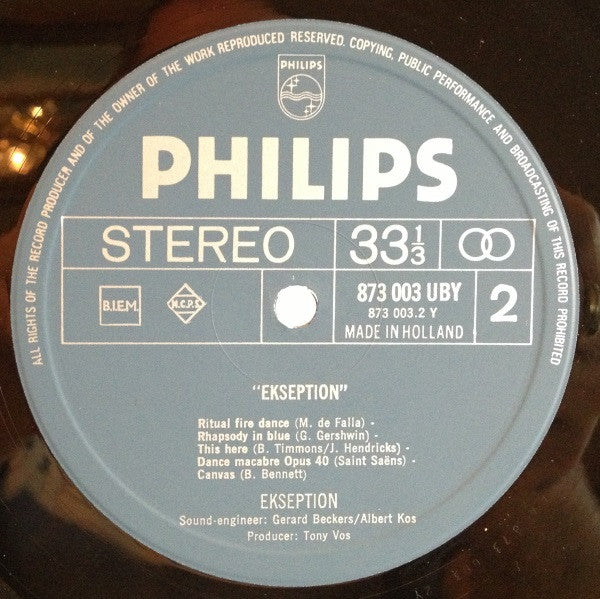 ALL RIGHTS OF THE RECORD PRODUCER AND OF THE OWNER OF THE WORK REPRODUCED RESERVED. COPYING, PUBLIC PERFORMANCE AND BROADCASTING OF THIS RECORD PROHIBITED
PHILIPS
PHILIPS
STEREO
33 1/3
B.I.E.M.
N.C.P.S
873 003 UBY
873 003.2 Y
MADE IN HOLLAND
2
"EKSEPTION"
Ritual fire dance (M. de Falla) -
Rhapsody in blue (G. Gershwin) -
This here (B. Timmons/J. Hendricks) -
Dance macabre Opus 40 (Saint Saëns) -
Canvas (B. Bennett)
EKSEPTION
Sound-engineer: Gerard Beckers/Albert Kos
Producer: Tony Vos